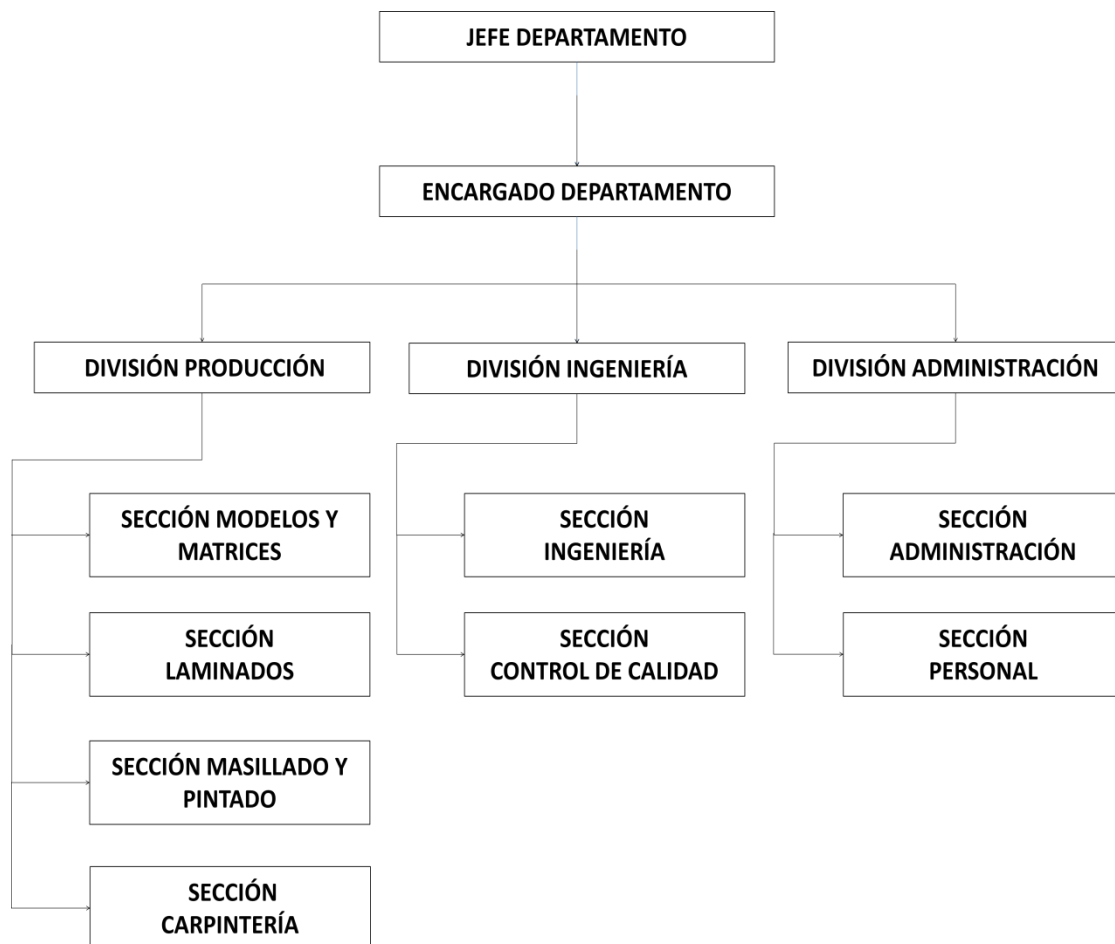 JEFE DEPARTAMENTO
ENCARGADO DEPARTAMENTO
DIVISIÓN PRODUCCIÓN
DIVISIÓN INGENIERÍA
DIVISIÓN ADMINISTRACIÓN
SECCIÓN MODELOS Y
MATRICES
SECCIÓN
INGENIERÍA
SECCIÓN
ADMINISTRACIÓN
SECCIÓN
LAMINADOS
SECCIÓN
CONTROL DE CALIDAD
SECCIÓN
PERSONAL
SECCIÓN MASILLADO Y
PINTADO
SECCIÓN
CARPINTERÍA